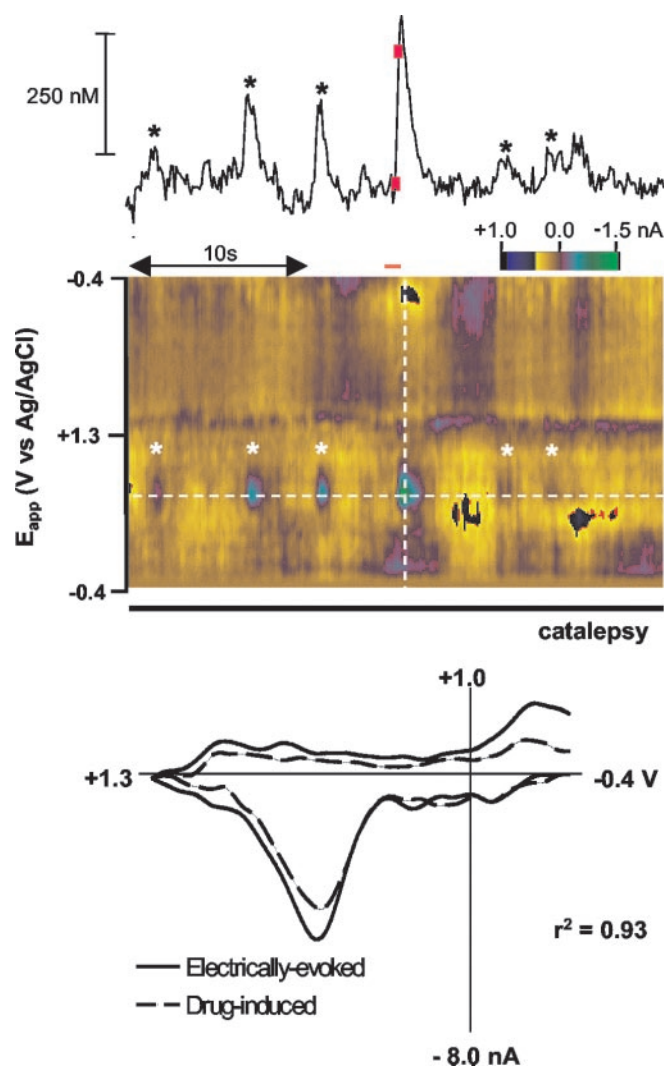 * * * * *
250 nM
+1.0 0.0 -1.5 nA
10s
-0.4
+1.3
-0.4
Eapp (V vs Ag/AgCl)
* * * * *
catalepsy
+1.0
+1.3
-0.4 V
r² = 0.93
Electrically-evoked
Drug-induced
- 8.0 nA